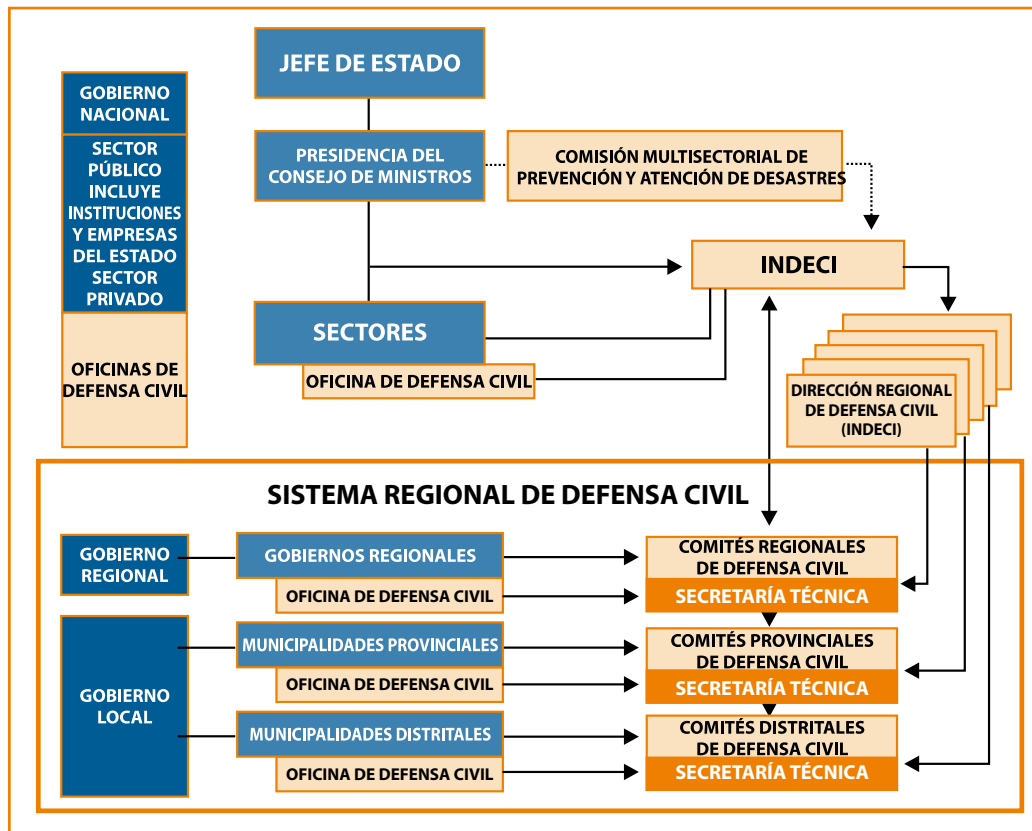 JEFE DE ESTADO
GOBIERNO
NACIONAL
SECTOR
PÚBLICO
INCLUYE
INSTITUCIONES
Y EMPRESAS
DEL ESTADO
SECTOR
PRIVADO
OFICINAS DE
DEFENSA CIVIL
PRESIDENCIA DEL
CONSEJO DE MINISTROS
COMISIÓN MULTISECTORIAL DE
PREVENCIÓN Y ATENCIÓN DE DESASTRES
INDECI
SECTORES
OFICINA DE DEFENSA CIVIL
DIRECCIÓN REGIONAL
DE DEFENSA CIVIL
(INDECI)
SISTEMA REGIONAL DE DEFENSA CIVIL
GOBIERNO
REGIONAL
GOBIERNOS REGIONALES
OFICINA DE DEFENSA CIVIL
COMITÉS REGIONALES
DE DEFENSA CIVIL
SECRETARÍA TÉCNICA
GOBIERNO
LOCAL
MUNICIPALIDADES PROVINCIALES
OFICINA DE DEFENSA CIVIL
COMITÉS PROVINCIALES
DE DEFENSA CIVIL
SECRETARÍA TÉCNICA
MUNICIPALIDADES DISTRITALES
OFICINA DE DEFENSA CIVIL
COMITÉS DISTRITALES
DE DEFENSA CIVIL
SECRETARÍA TÉCNICA